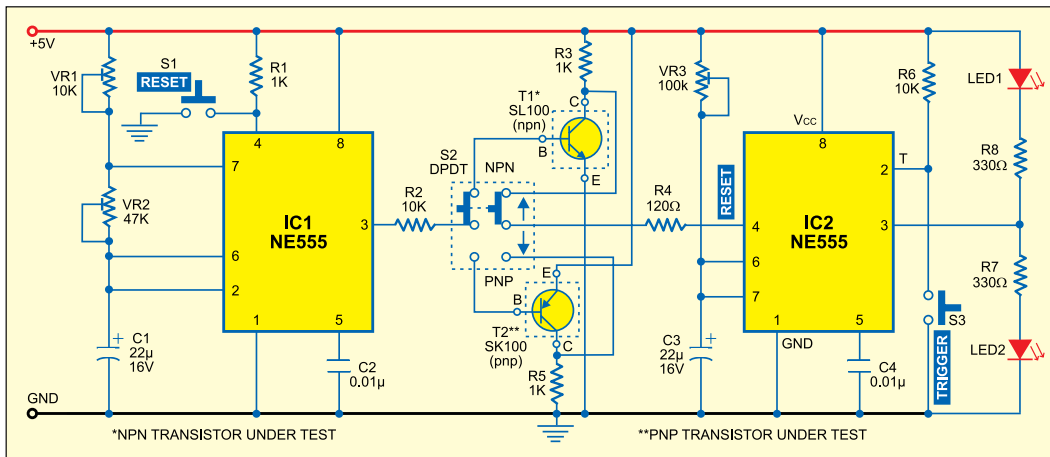 +5V
VR1
10K
S1
RESET
R1
1K
4
8
7
6
2
3
1
5
IC1
NE555
VR2
47K
C1
+
22µ
16V
C2
0.01µ
GND
R2
10K
S2
DPDT
NPN
PNP
R3
1K
T1*
SL100
(npn)
C
B
E
E
B
C
T2**
SK100
(pnp)
R5
1K
R4
120Ω
VR3
100k
C3
+
22µ
16V
RESET
Vcc
8
2
T
4
3
6
7
IC2
NE555
1
GND
5
C4
0.01µ
R6
10K
LED1
R8
330Ω
R7
330Ω
S3
TRIGGER
LED2
*NPN TRANSISTOR UNDER TEST
**PNP TRANSISTOR UNDER TEST